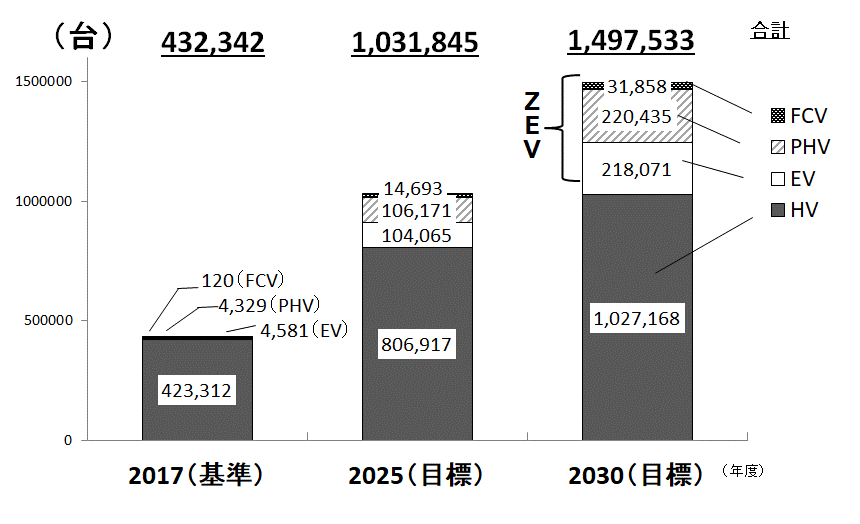 （台）
432,342
1,031,845
1,497,533
合計
1500000
1000000
500000
0
120（FCV）
4,329（PHV）
4,581（EV）
423,312
14,693
106,171
104,065
806,917
ZEV
31,858
220,435
218,071
1,027,168
FCV
PHV
EV
HV
2017（基準）
2025（目標）
2030（目標）
（年度）